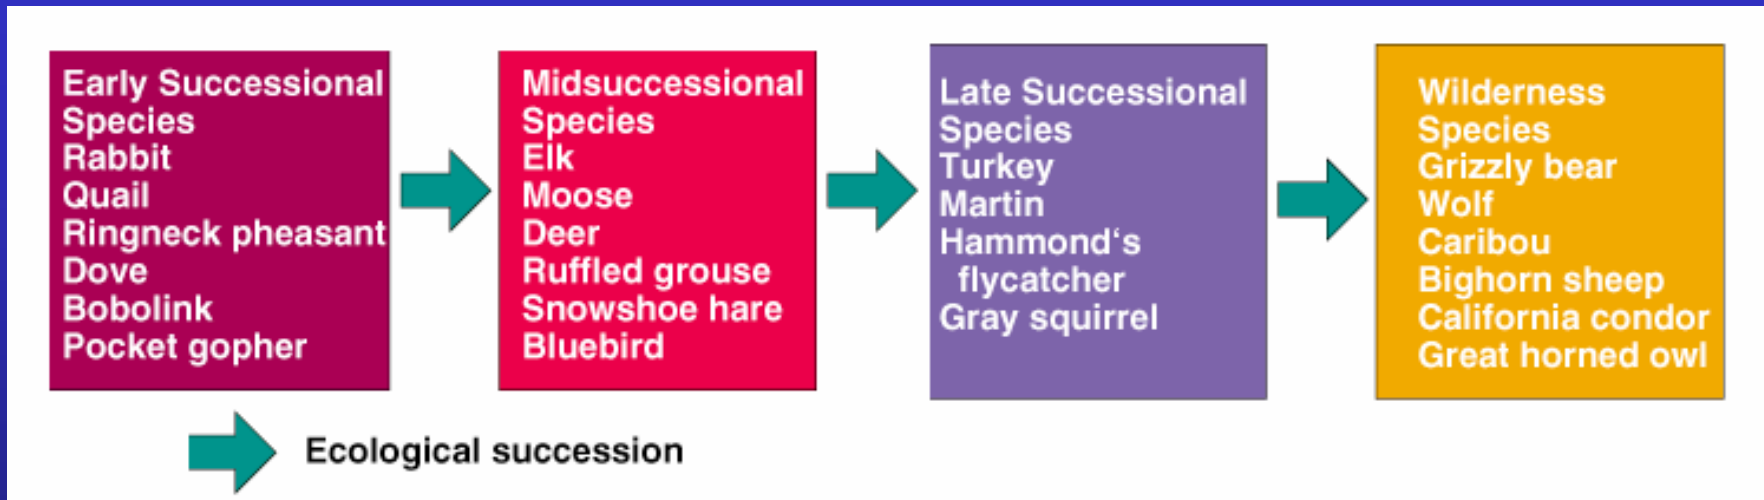 Early Successional
Species
Rabbit
Quail
Ringneck pheasant
Dove
Bobolink
Pocket gopher
Midsuccessional
Species
Elk
Moose
Deer
Ruffled grouse
Snowshoe hare
Bluebird
Late Successional
Species
Turkey
Martin
Hammond‘s
flycatcher
Gray squirrel
Wilderness
Species
Grizzly bear
Wolf
Caribou
Bighorn sheep
California condor
Great horned owl
Ecological succession